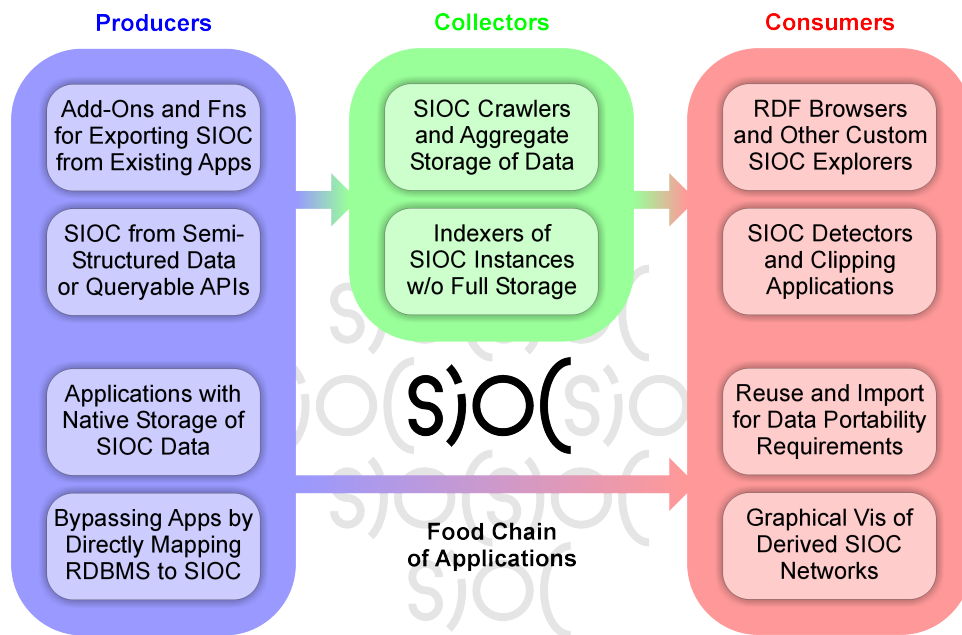 Producers
Add-Ons and Fns
for Exporting SIOC
from Existing Apps
SIOC from Semi-
Structured Data
or Queryable APIs
Applications with
Native Storage of
SIOC Data
Bypassing Apps by
Directly Mapping
RDBMS to SIOC
Collectors
SIOC Crawlers
and Aggregate
Storage of Data
Indexers of
SIOC Instances
w/o Full Storage
SiOC
Food Chain
of Applications
Consumers
RDF Browsers
and Other Custom
SIOC Explorers
SIOC Detectors
and Clipping
Applications
Reuse and Import
for Data Portability
Requirements
Graphical Vis of
Derived SIOC
Networks